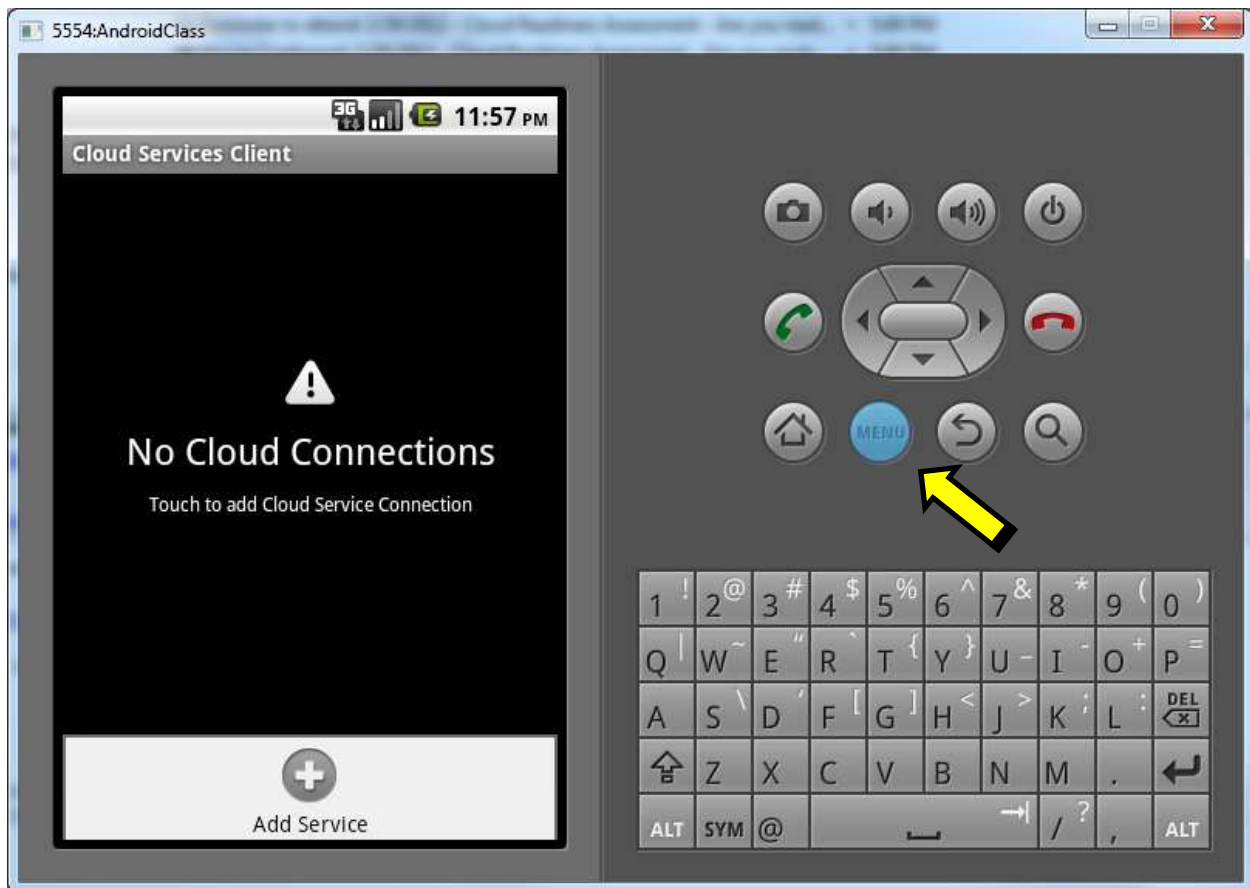 5554:AndroidClass
3G 11:57 PM
Cloud Services Client
No Cloud Connections
Touch to add Cloud Service Connection
Add Service
MENU
1 ! 2 @ 3 # 4 $ 5 % 6 ^ 7 & 8 * 9 ( 0 )
Q | W ~ E " R ` T { Y } U _ I - O + P =
A S \ D ' F [ G ] H < J > K ; L : DEL
Z X C V B N M .
ALT SYM @ / ? , ALT